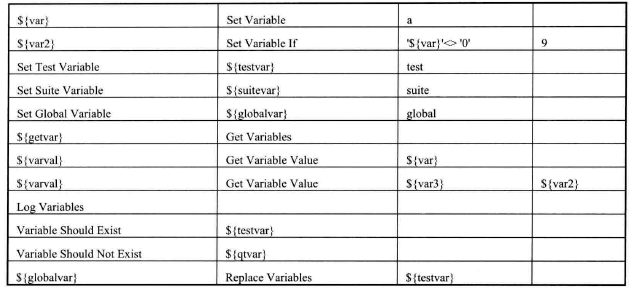 ${var} Set Variable a
${var2} Set Variable If '${var}'<> '0' 9
Set Test Variable ${testvar} test
Set Suite Variable ${suitevar} suite
Set Global Variable ${globalvar} global
${getvar} Get Variables
${varval} Get Variable Value ${var}
${varval} Get Variable Value ${var3} ${var2}
Log Variables
Variable Should Exist ${testvar}
Variable Should Not Exist ${qtvar}
${globalvar} Replace Variables ${testvar}